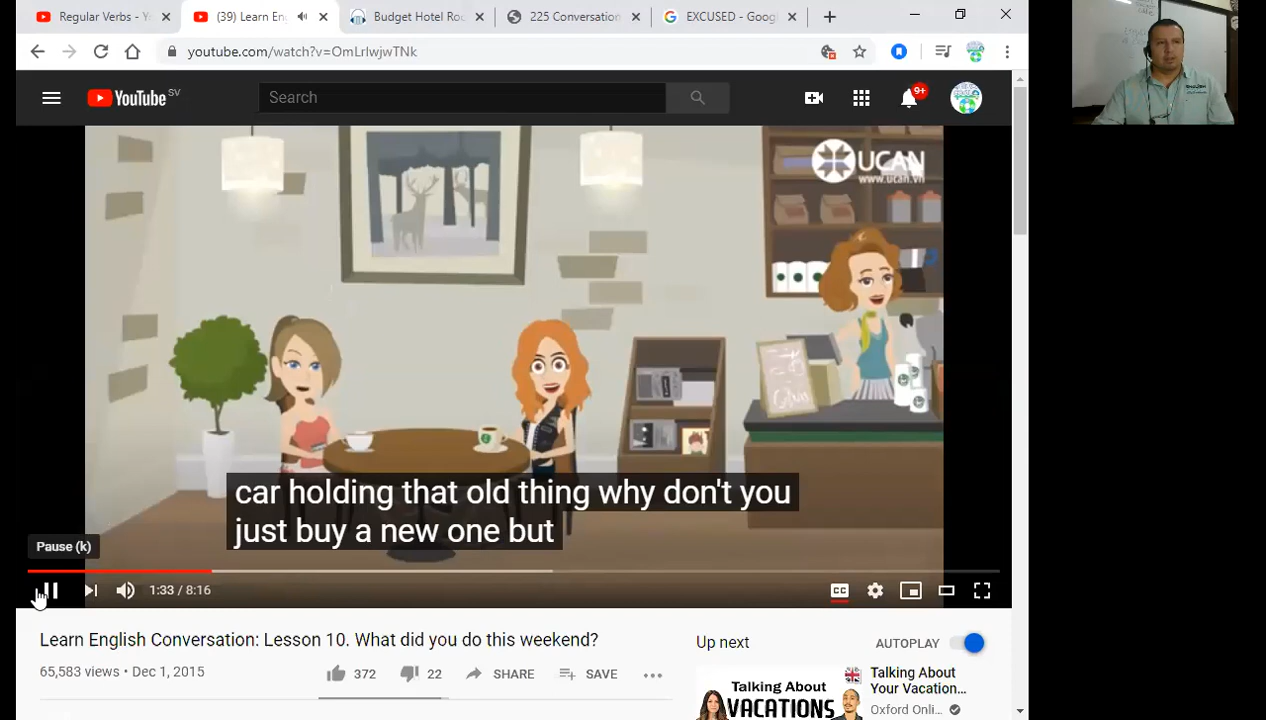 Regular Verbs - Y
(39) Learn En
Budget Hotel Roo
225 Conversation
EXCUSED - Goog
youtube.com/watch?v=OmLrIwjwTNk
YouTube SV
Search
9+
UCAN
www.ucan.vn
car holding that old thing why don't you
just buy a new one but
Pause (k)
1:33 / 8:16
CC
Learn English Conversation: Lesson 10. What did you do this weekend?
65,583 views • Dec 1, 2015
372
22
SHARE
SAVE
Up next
AUTOPLAY
Talking About
VACATIONS
Talking About
Your Vacation...
Oxford Onli...